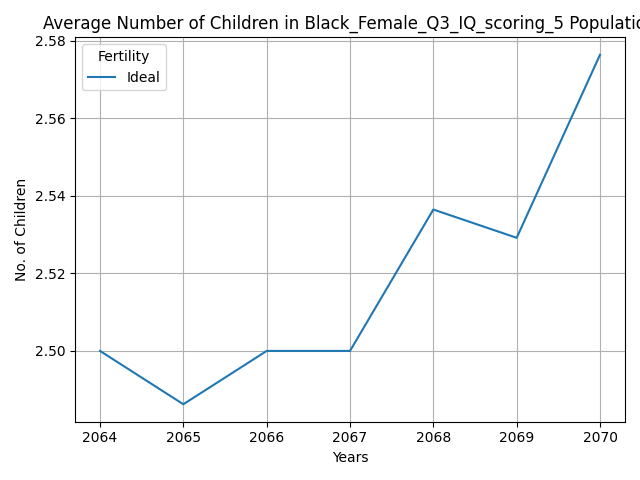 Average Number of Children in Black_Female_Q3_IQ_scoring_5 Populatio
Fertility
Ideal
2.58
2.56
2.54
2.52
2.50
No. of Children
2064 2065 2066 2067 2068 2069 2070
Years